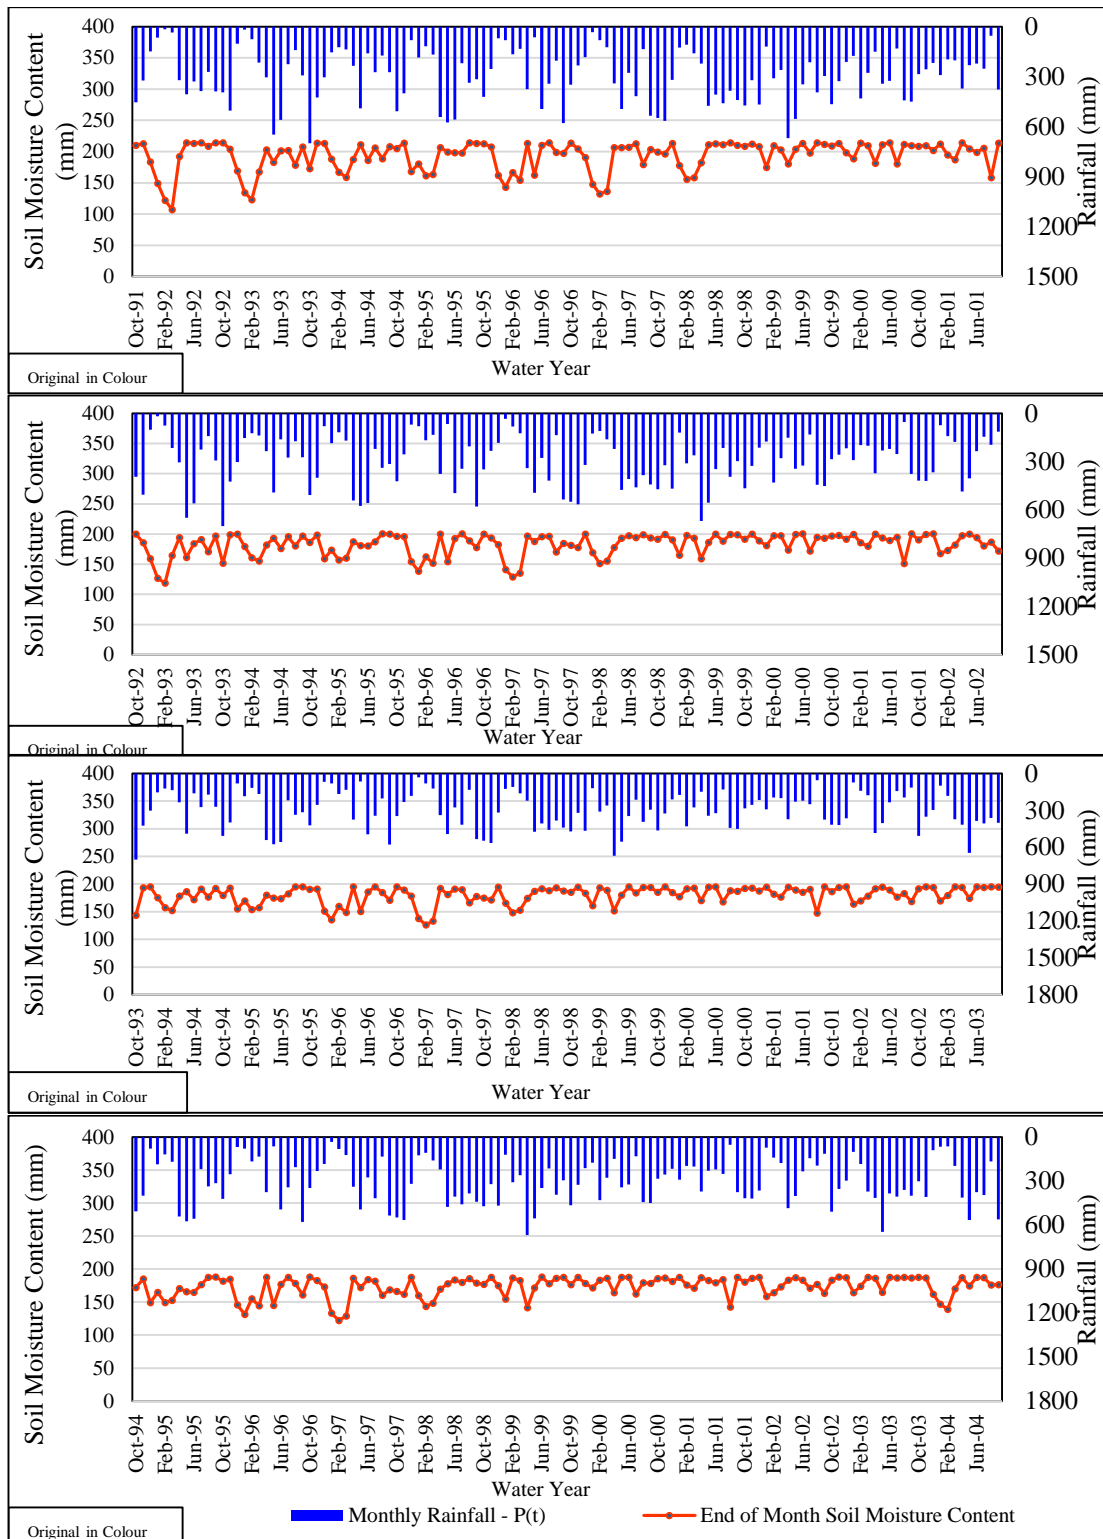 Soil Moisture Content (mm)
400
350
300
250
200
150
100
50
0
0
300
600
900
1200
1500
Rainfall (mm)
Oct-91
Feb-92
Jun-92
Oct-92
Feb-93
Jun-93
Oct-93
Feb-94
Jun-94
Oct-94
Feb-95
Jun-95
Oct-95
Feb-96
Jun-96
Oct-96
Feb-97
Jun-97
Oct-97
Feb-98
Jun-98
Oct-98
Feb-99
Jun-99
Oct-99
Feb-00
Jun-00
Oct-00
Feb-01
Jun-01
Water Year
Original in Colour
Soil Moisture Content (mm)
400
350
300
250
200
150
100
50
0
0
300
600
900
1200
1500
Rainfall (mm)
Oct-92
Feb-93
Jun-93
Oct-93
Feb-94
Jun-94
Oct-94
Feb-95
Jun-95
Oct-95
Feb-96
Jun-96
Oct-96
Feb-97
Jun-97
Oct-97
Feb-98
Jun-98
Oct-98
Feb-99
Jun-99
Oct-99
Feb-00
Jun-00
Oct-00
Feb-01
Jun-01
Oct-01
Feb-02
Jun-02
Water Year
Original in Colour
Soil Moisture Content (mm)
400
350
300
250
200
150
100
50
0
0
300
600
900
1200
1500
1800
Rainfall (mm)
Oct-93
Feb-94
Jun-94
Oct-94
Feb-95
Jun-95
Oct-95
Feb-96
Jun-96
Oct-96
Feb-97
Jun-97
Oct-97
Feb-98
Jun-98
Oct-98
Feb-99
Jun-99
Oct-99
Feb-00
Jun-00
Oct-00
Feb-01
Jun-01
Oct-01
Feb-02
Jun-02
Oct-02
Feb-03
Jun-03
Water Year
Original in Colour
Soil Moisture Content (mm)
400
350
300
250
200
150
100
50
0
0
300
600
900
1200
1500
1800
Rainfall (mm)
Oct-94
Feb-95
Jun-95
Oct-95
Feb-96
Jun-96
Oct-96
Feb-97
Jun-97
Oct-97
Feb-98
Jun-98
Oct-98
Feb-99
Jun-99
Oct-99
Feb-00
Jun-00
Oct-00
Feb-01
Jun-01
Oct-01
Feb-02
Jun-02
Oct-02
Feb-03
Jun-03
Oct-03
Feb-04
Jun-04
Water Year
Monthly Rainfall - P(t)
End of Month Soil Moisture Content
Original in Colour